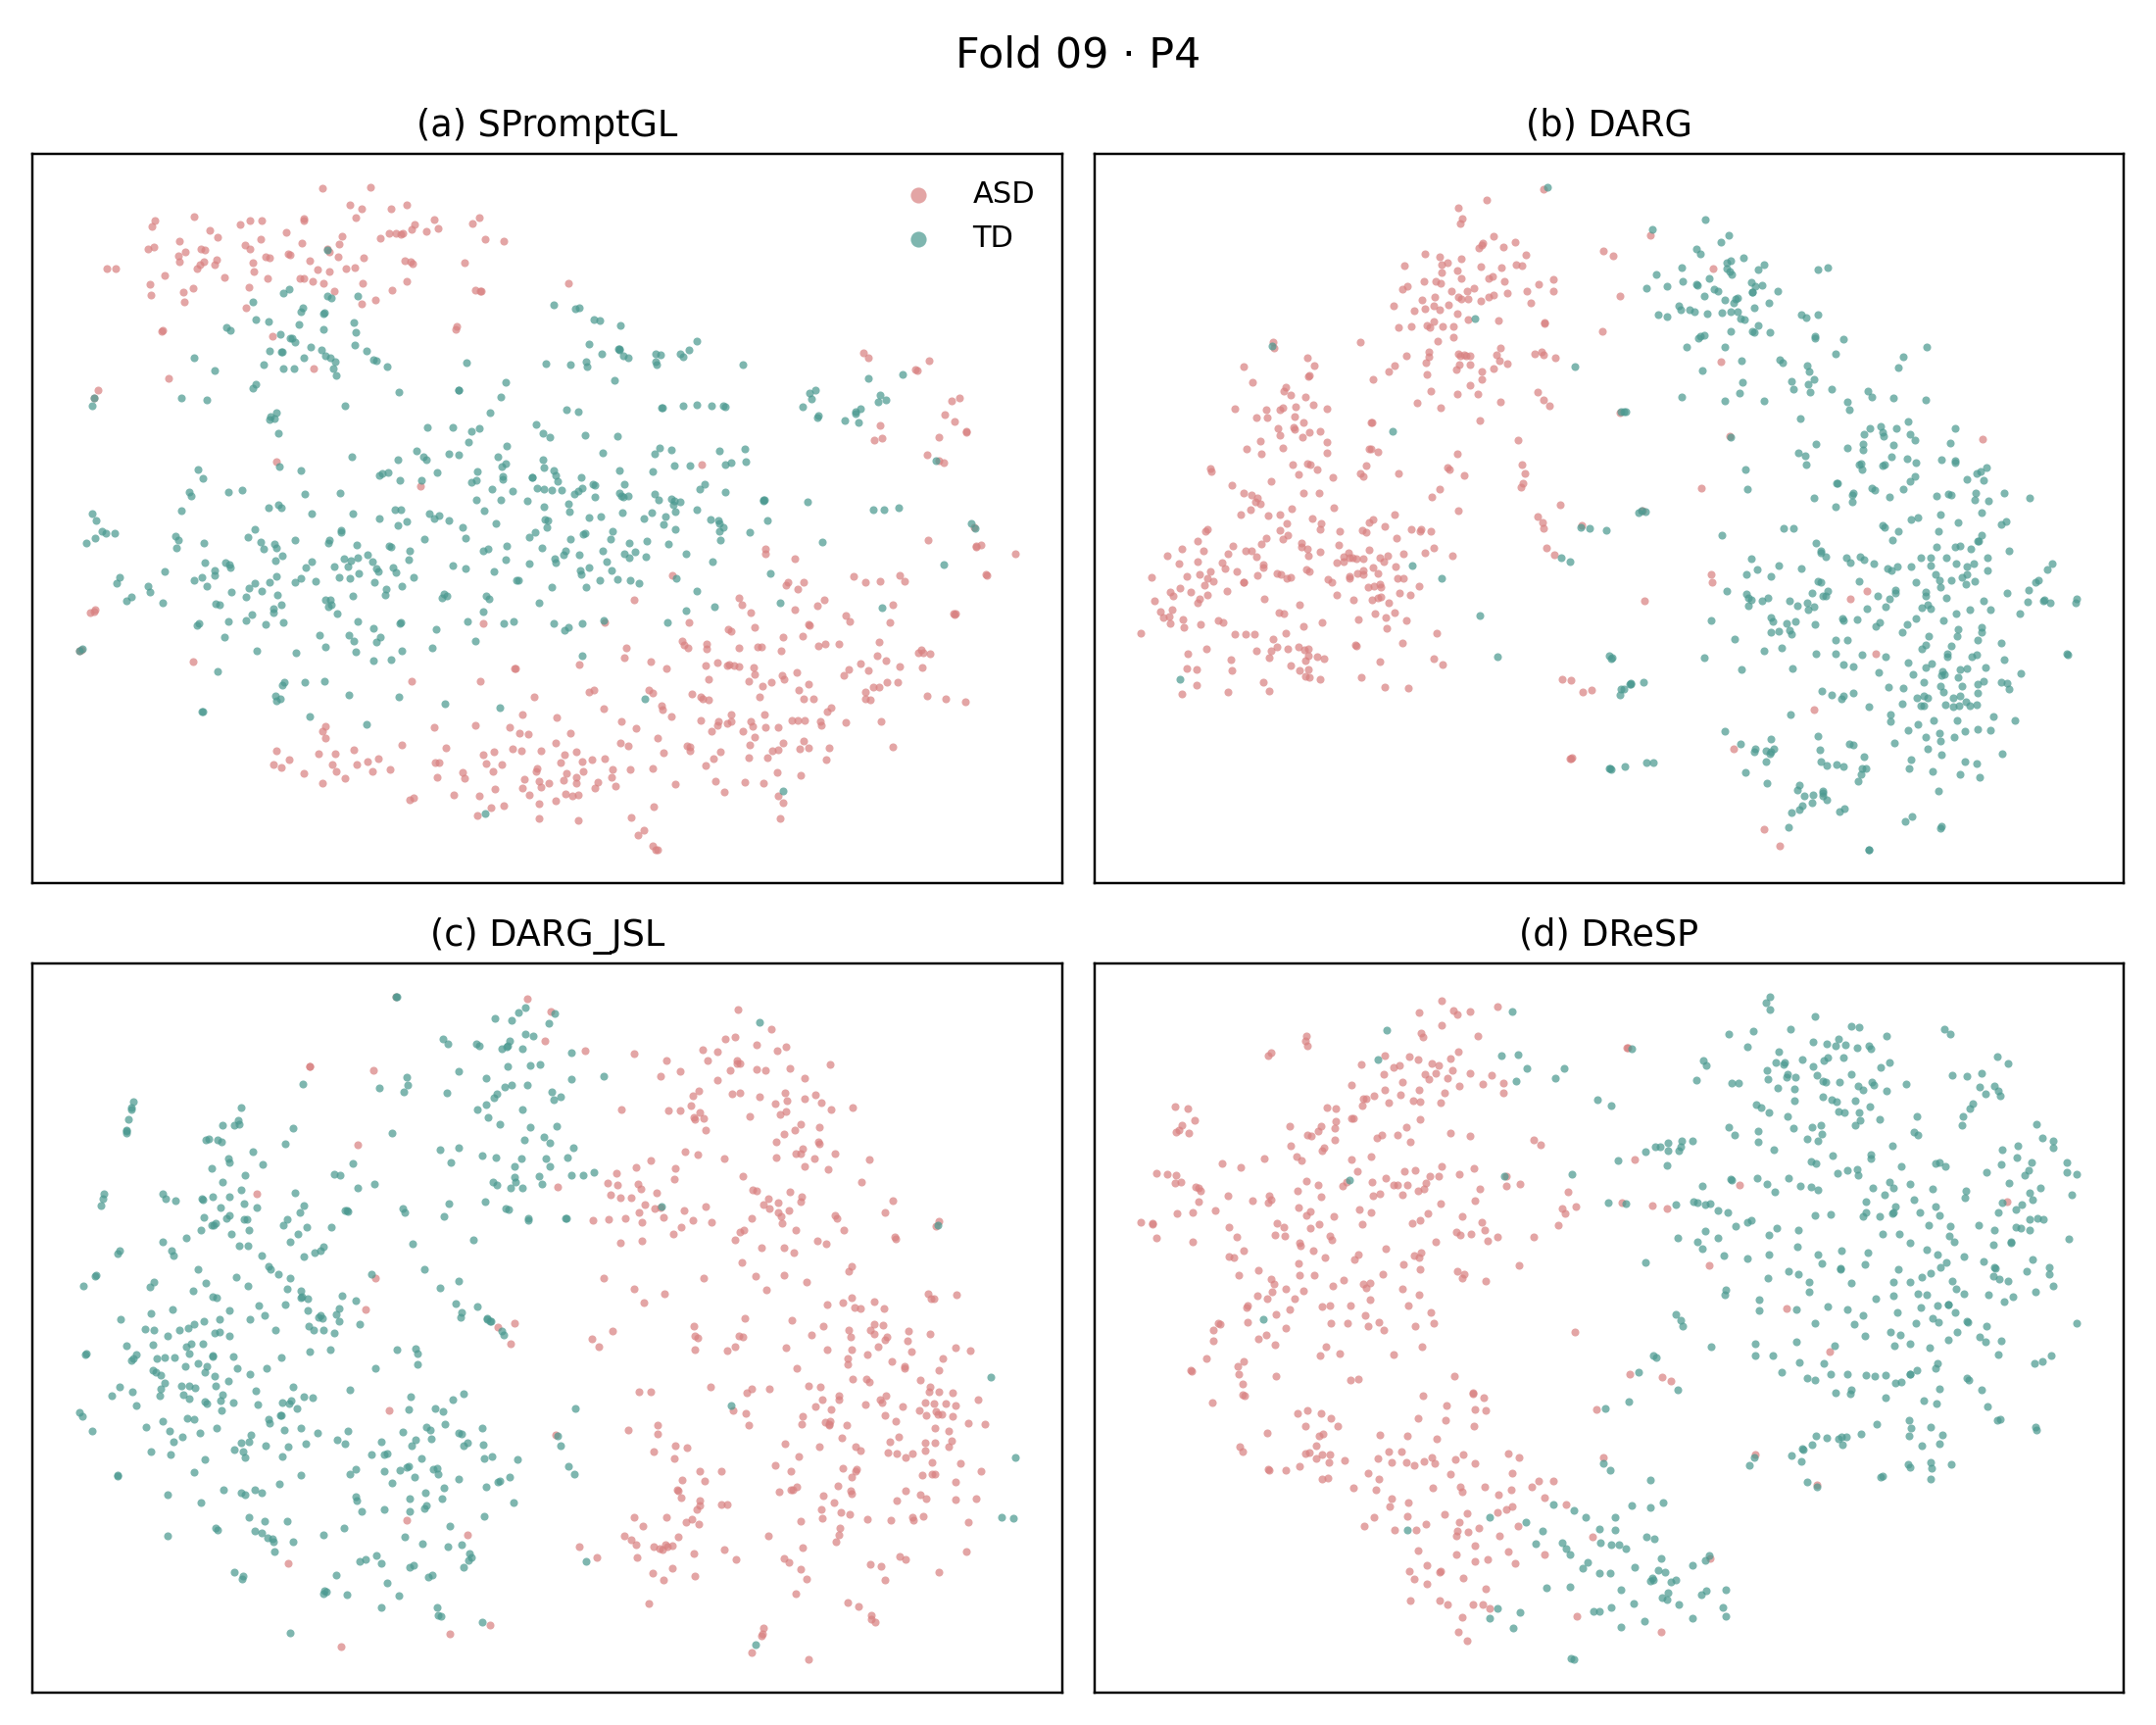 Fold 09 · P4
(a) SPromptGL
(b) DARG
ASD
TD
(c) DARG_JSL
(d) DReSP